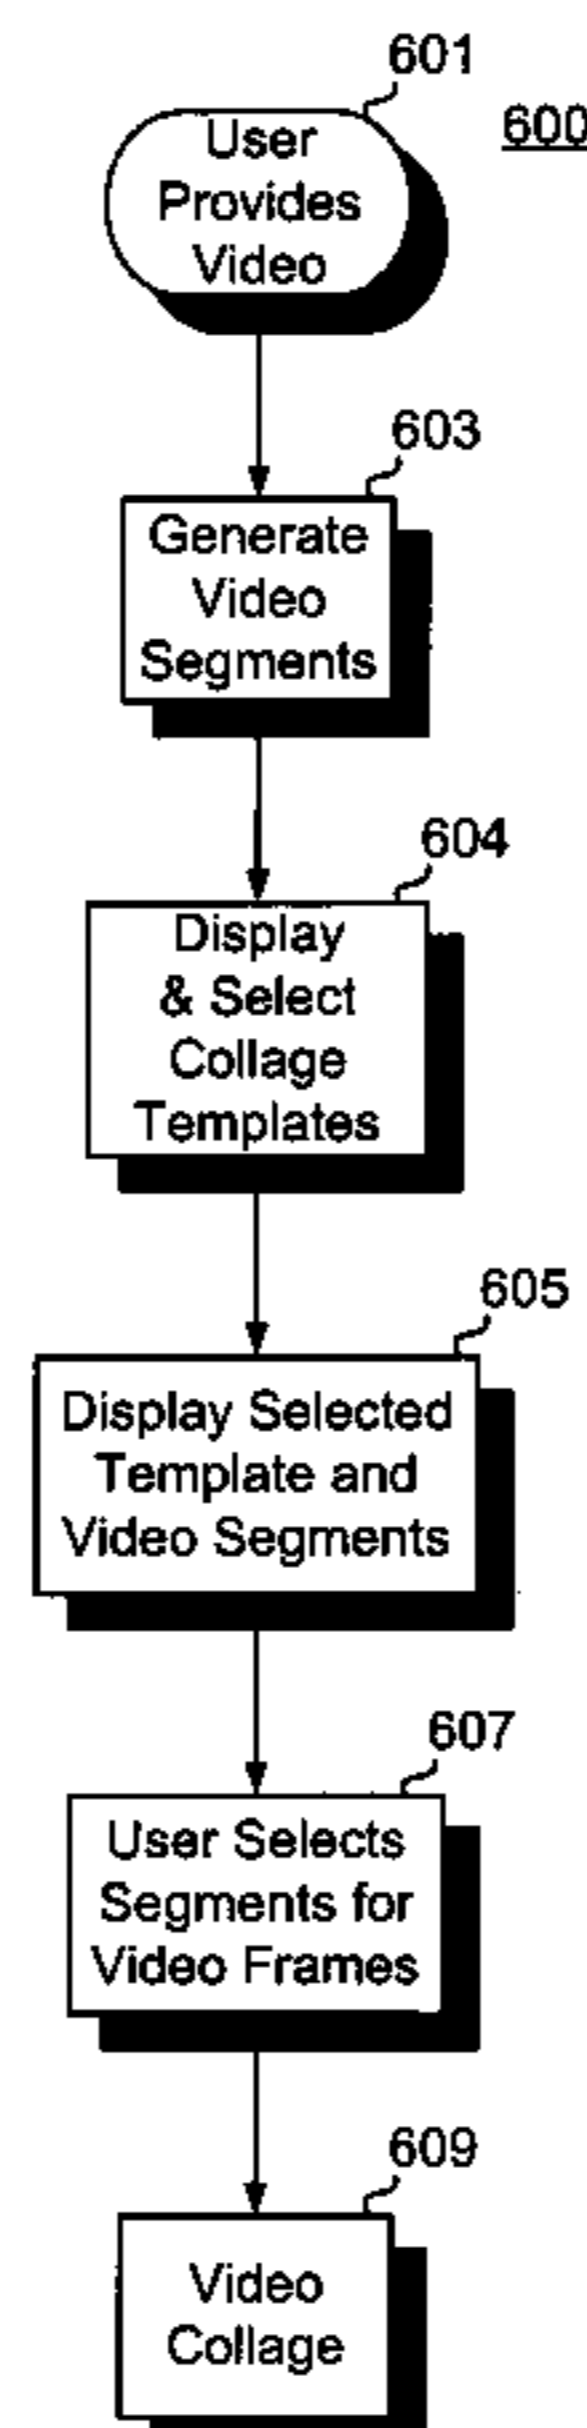 601
600
User
Provides
Video
603
Generate
Video
Segments
604
Display
& Select
Collage
Templates
605
Display Selected
Template and
Video Segments
607
User Selects
Segments for
Video Frames
609
Video
Collage